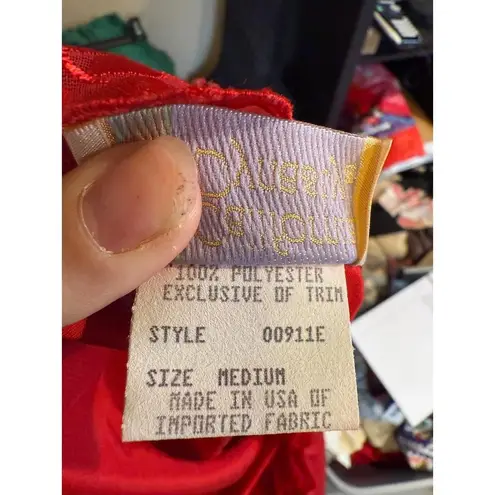 100% POLYESTER
EXCLUSIVE OF TRIM
STYLE 00911E
SIZE MEDIUM
MADE IN USA OF
IMPORTED FABRIC